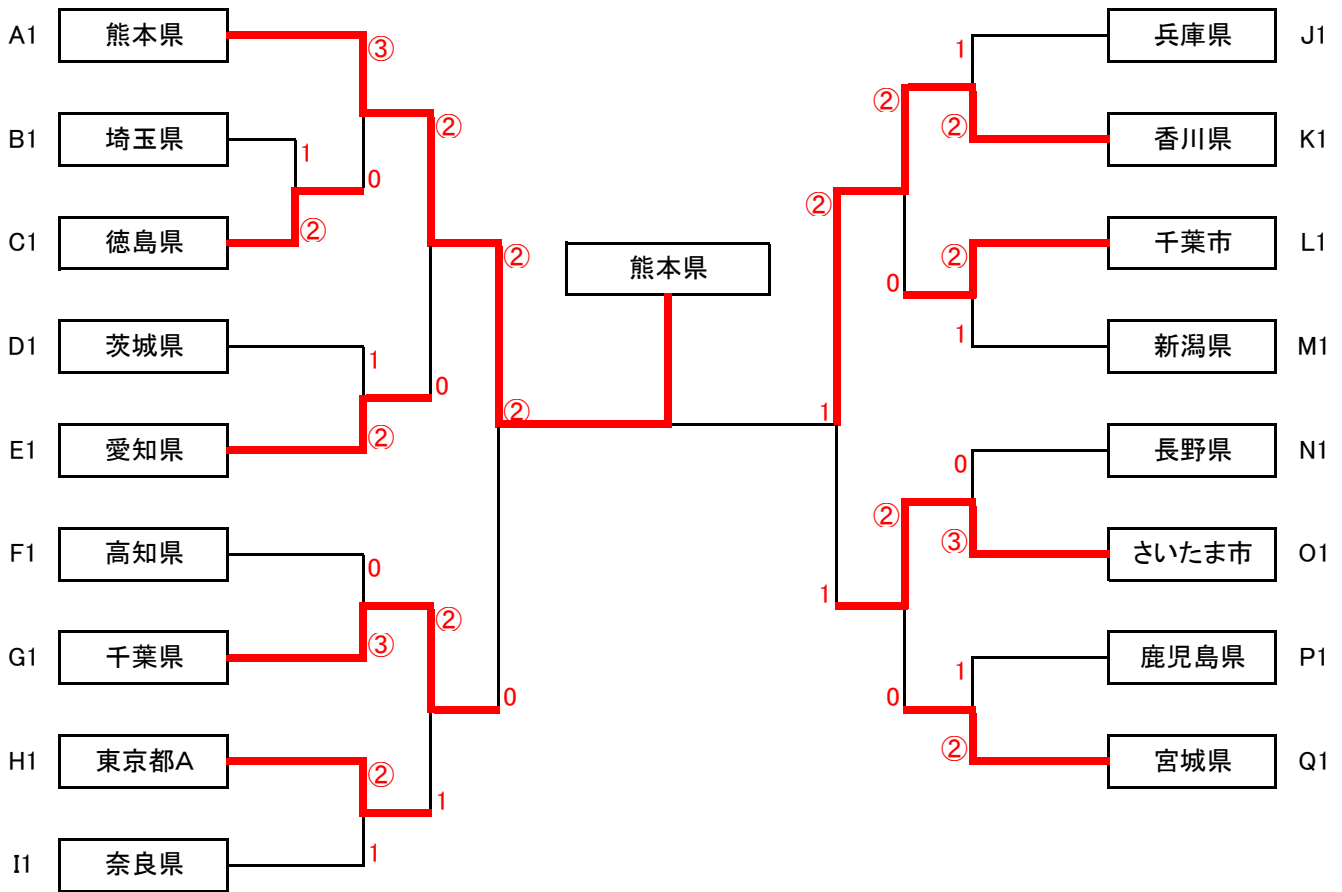 A1 熊本県 ③ ②
B1 埼玉県 1 0
C1 徳島県 ②
②
D1 茨城県 1
0
E1 愛知県 ②
②
F1 高知県 0
②
G1 千葉県 ③
0
H1 東京都A ②
1
I1 奈良県 1
熊本県
1 兵庫県 J1
② ② 香川県 K1
②
② 千葉市 L1
0
1 新潟県 M1
1
0 長野県 N1
② ③ さいたま市 O1
1
1 鹿児島県 P1
0
② 宮城県 Q1